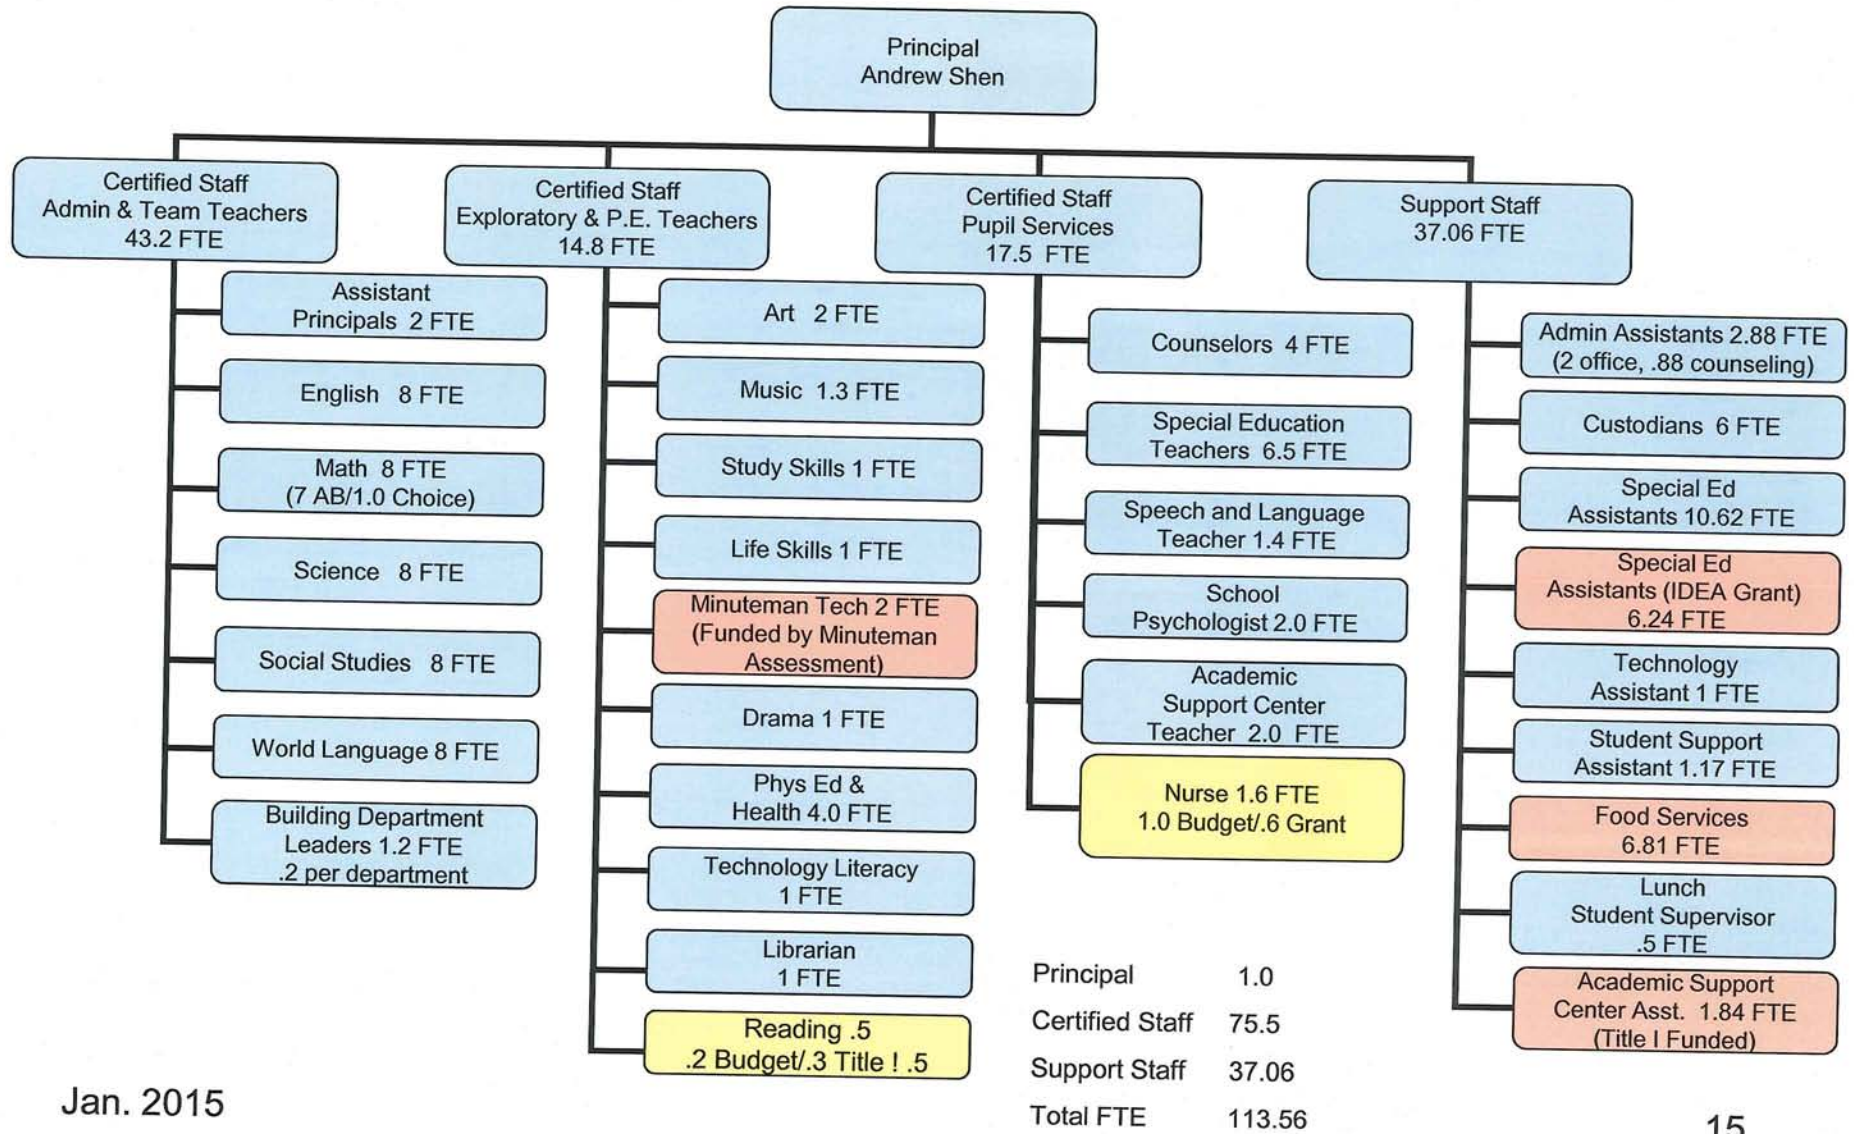 Principal
Andrew Shen
Certified Staff
Admin & Team Teachers
43.2 FTE
Certified Staff
Exploratory & P.E. Teachers
14.8 FTE
Certified Staff
Pupil Services
17.5 FTE
Support Staff
37.06 FTE
Assistant
Principals 2 FTE
English 8 FTE
Math 8 FTE
(7 AB/1.0 Choice)
Science 8 FTE
Social Studies 8 FTE
World Language 8 FTE
Building Department
Leaders 1.2 FTE
.2 per department
Art 2 FTE
Music 1.3 FTE
Study Skills 1 FTE
Life Skills 1 FTE
Minuteman Tech 2 FTE
(Funded by Minuteman
Assessment)
Drama 1 FTE
Phys Ed &
Health 4.0 FTE
Technology Literacy
1 FTE
Librarian
1 FTE
Reading .5
.2 Budget/.3 Title ! .5
Counselors 4 FTE
Special Education
Teachers 6.5 FTE
Speech and Language
Teacher 1.4 FTE
School
Psychologist 2.0 FTE
Academic
Support Center
Teacher 2.0 FTE
Nurse 1.6 FTE
1.0 Budget/.6 Grant
Admin Assistants 2.88 FTE
(2 office, .88 counseling)
Custodians 6 FTE
Special Ed
Assistants 10.62 FTE
Special Ed
Assistants (IDEA Grant)
6.24 FTE
Technology
Assistant 1 FTE
Student Support
Assistant 1.17 FTE
Food Services
6.81 FTE
Lunch
Student Supervisor
.5 FTE
Academic Support
Center Asst. 1.84 FTE
(Title I Funded)
Principal 1.0
Certified Staff 75.5
Support Staff 37.06
Total FTE 113.56
Jan. 2015
15